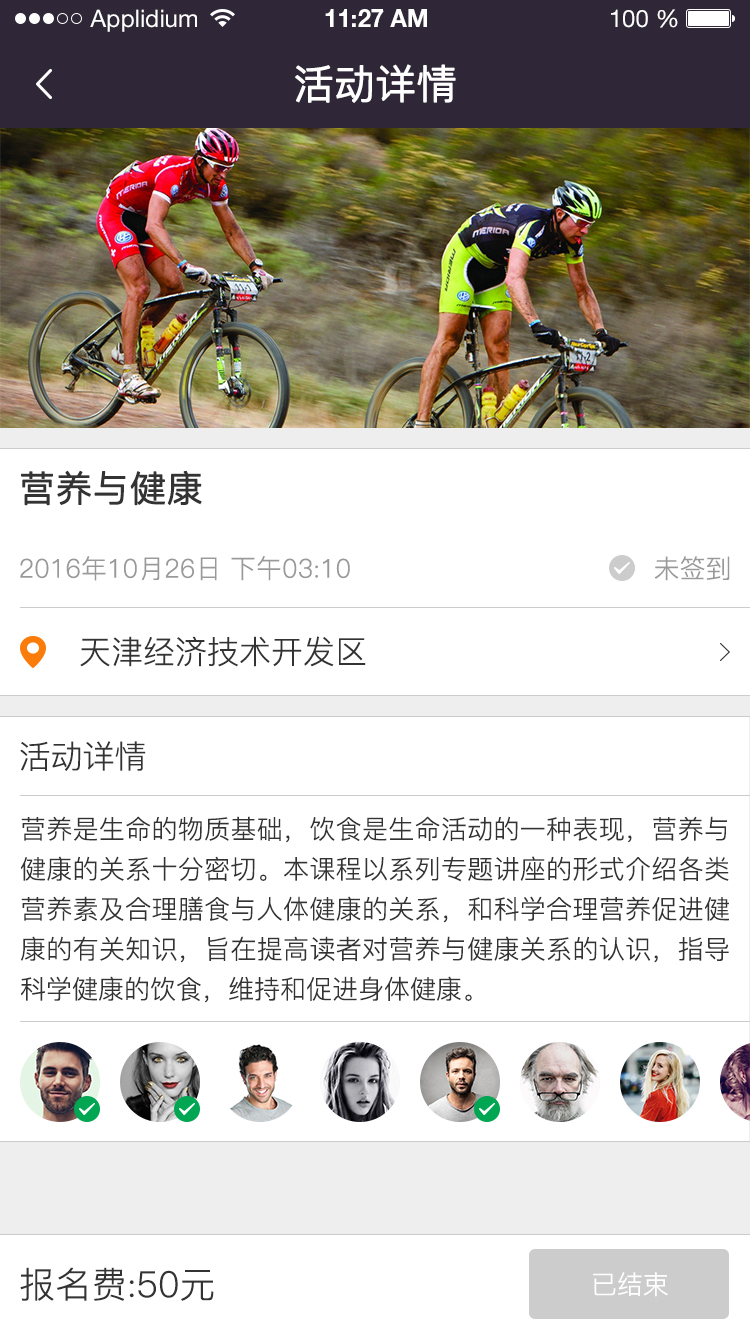 Applidium 11:27 AM 100 %
活动详情
MERIDA
MERIDA
MERIDA
营养与健康
2016年10月26日 下午03:10 未签到
天津经济技术开发区
活动详情
营养是生命的物质基础，饮食是生命活动的一种表现，营养与
健康的关系十分密切。本课程以系列专题讲座的形式介绍各类
营养素及合理膳食与人体健康的关系，和科学合理营养促进健
康的有关知识，旨在提高读者对营养与健康关系的认识，指导
科学健康的饮食，维持和促进身体健康。
报名费:50元 已结束